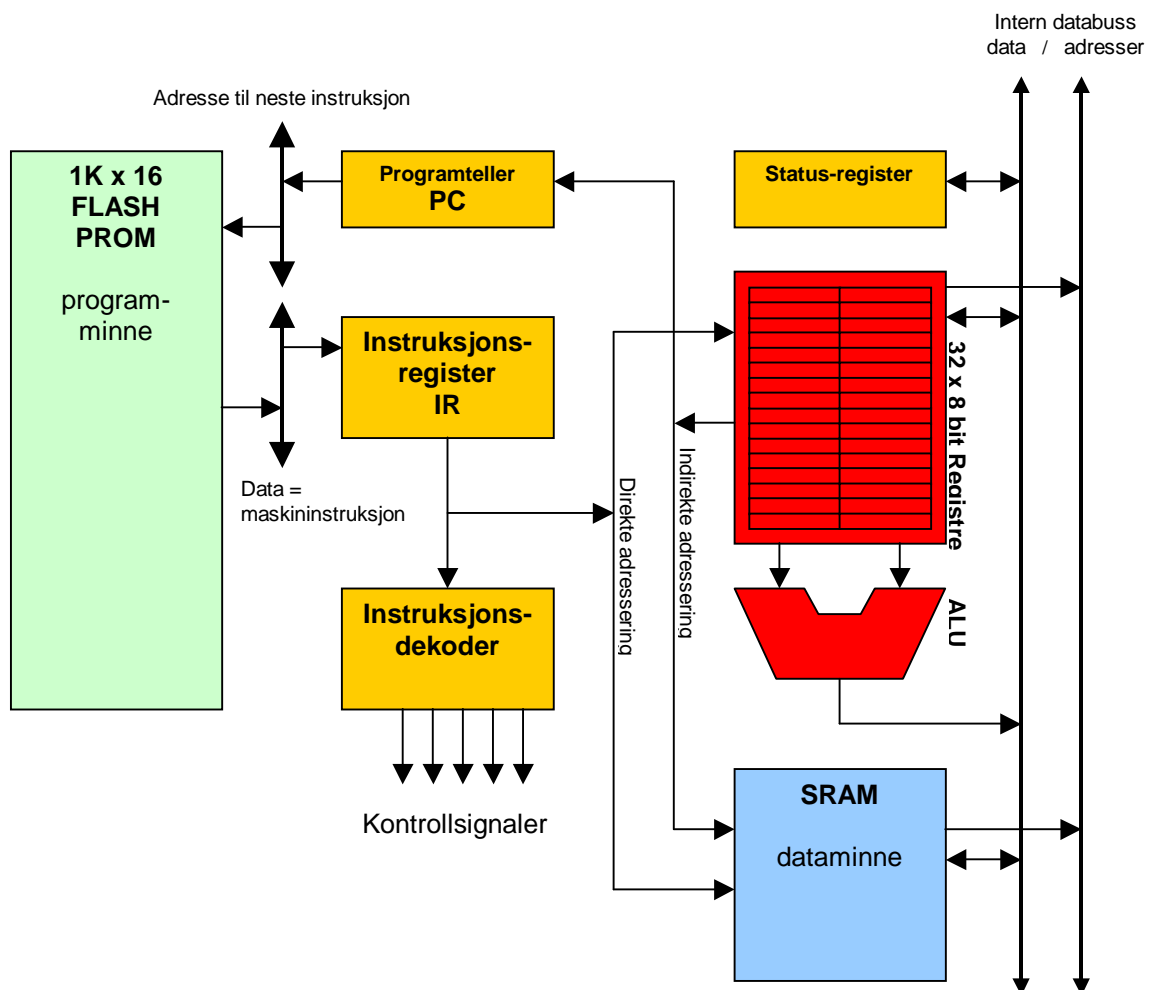 Intern databuss
data / adresser
Adresse til neste instruksjon
1K x 16
FLASH
PROM
program-
minne
Programteller
PC
Status-register
Instruksjons-
register
IR
32 x 8 bit Registre
Data =
maskininstruksjon
Direkte adressering
Indirekte adressering
Instruksjons-
dekoder
ALU
Kontrollsignaler
SRAM
dataminne